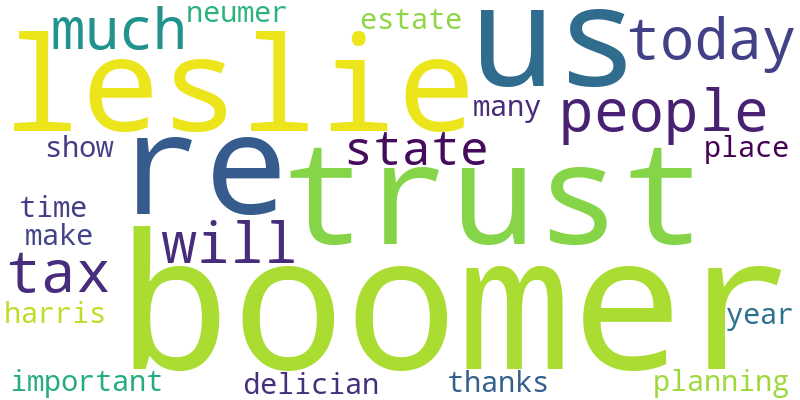 much
neumer
estate
us
today
leslie
many
people
show
re
state
place
trust
time
make
will
tax
boomer
harris
year
important
delician
thanks
planning